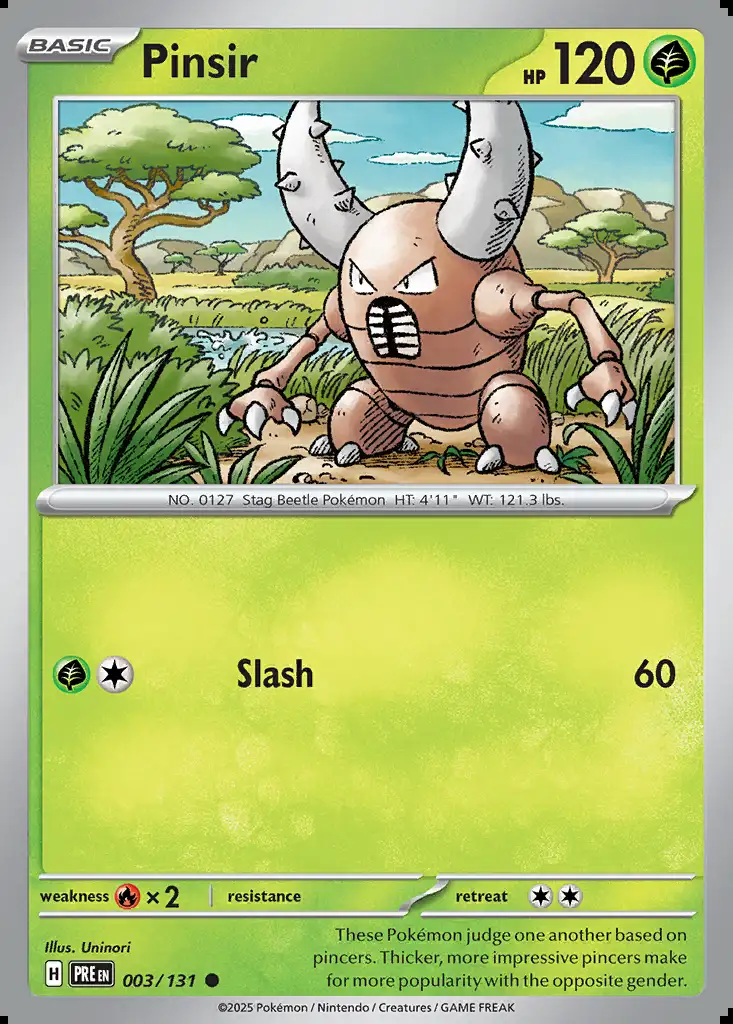 BASIC
Pinsir
HP 120
NO. 0127 Stag Beetle Pokémon HT: 4'11" WT: 121.3 lbs.
Slash 60
weakness ×2 resistance retreat
Illus. Uninori
These Pokémon judge one another based on
pincers. Thicker, more impressive pincers make
for more popularity with the opposite gender.
H PRE EN 003/131
©2025 Pokémon / Nintendo / Creatures / GAME FREAK